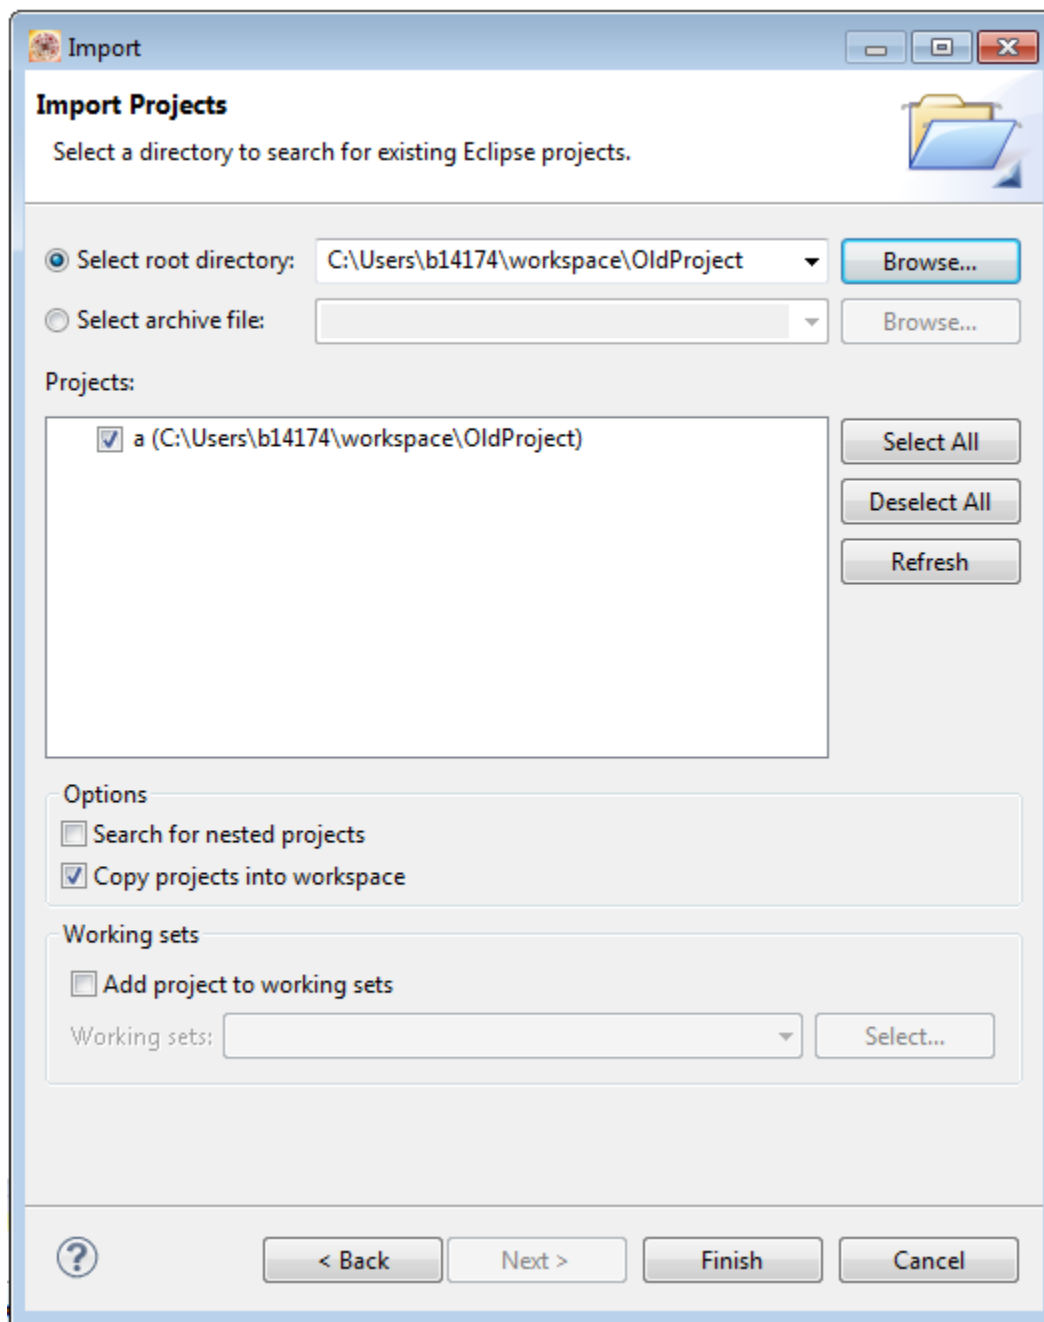 Import
Import Projects
Select a directory to search for existing Eclipse projects.
Select root directory: C:\Users\b14174\workspace\OldProject Browse...
Select archive file: Browse...
Projects:
a (C:\Users\b14174\workspace\OldProject) Select All
Deselect All
Refresh
Options
Search for nested projects
Copy projects into workspace
Working sets
Add project to working sets
Working sets: Select...
? < Back Next > Finish Cancel